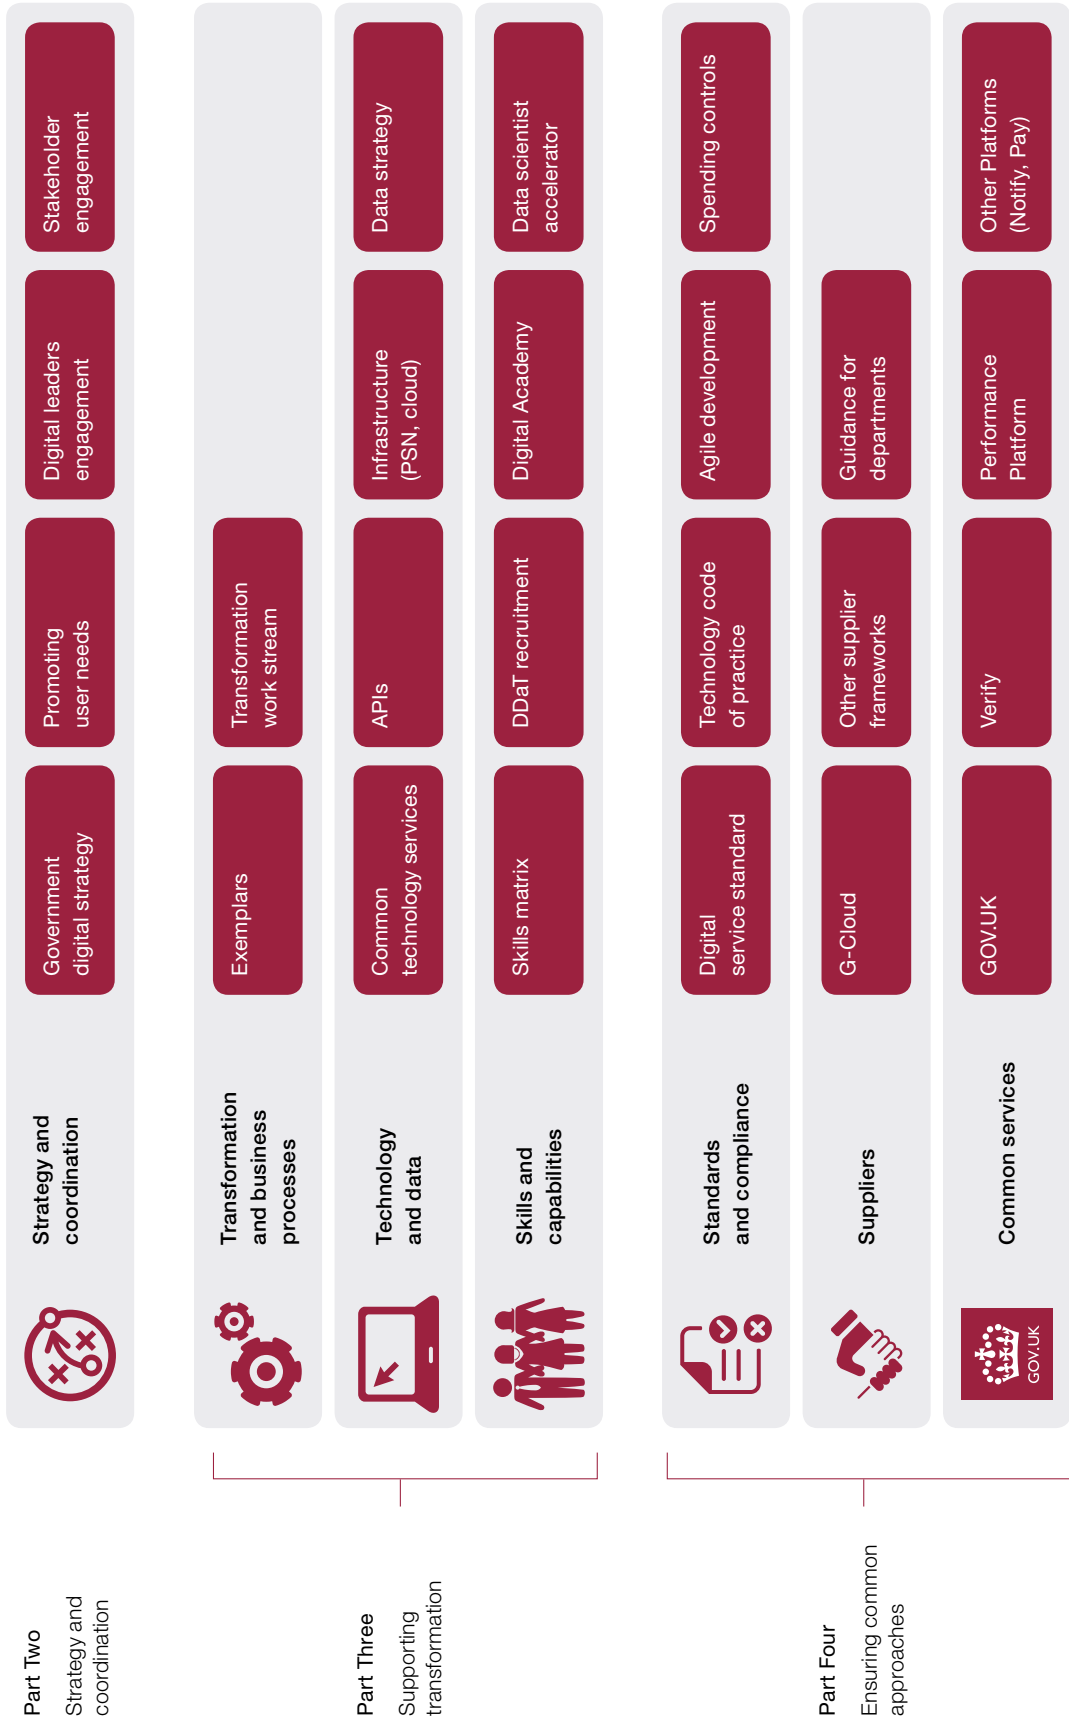 Part Two
Strategy and
coordination
Strategy and
coordination
Government
digital strategy
Promoting
user needs
Digital leaders
engagement
Stakeholder
engagement
Part Three
Supporting
transformation
Transformation
and business
processes
Exemplars
Transformation
work stream
Technology
and data
Common
technology services
APIs
Infrastructure
(PSN, cloud)
Data strategy
Skills and
capabilities
Skills matrix
DDaT recruitment
Digital Academy
Data scientist
accelerator
Part Four
Ensuring common
approaches
Standards
and compliance
Digital
service standard
Technology code
of practice
Agile development
Spending controls
Suppliers
G-Cloud
Other supplier
frameworks
Guidance for
departments
GOV.UK
Common services
GOV.UK
Verify
Performance
Platform
Other Platforms
(Notify, Pay)